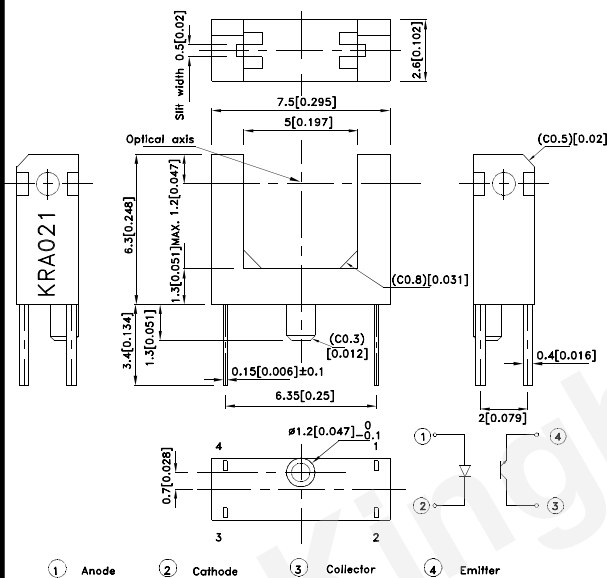 Slit width 0.5[0.02]
2.6[0.102]
7.5[0.295]
5[0.197]
Optical axis
(C0.5)[0.02]
KRA021
6.3[0.248]
MAX. 1.2[0.047]
1.3[0.051]
(C0.8)[0.031]
3.4[0.134]
1.3[0.051]
(C0.3)
[0.012]
0.15[0.006]±0.1
0.4[0.016]
6.35[0.25]
2[0.079]
ø1.2[0.047] 0 -0.1
4
1
0.7[0.028]
3
2
1
4
2
3
1 Anode 2 Cathode 3 Collector 4 Emitter